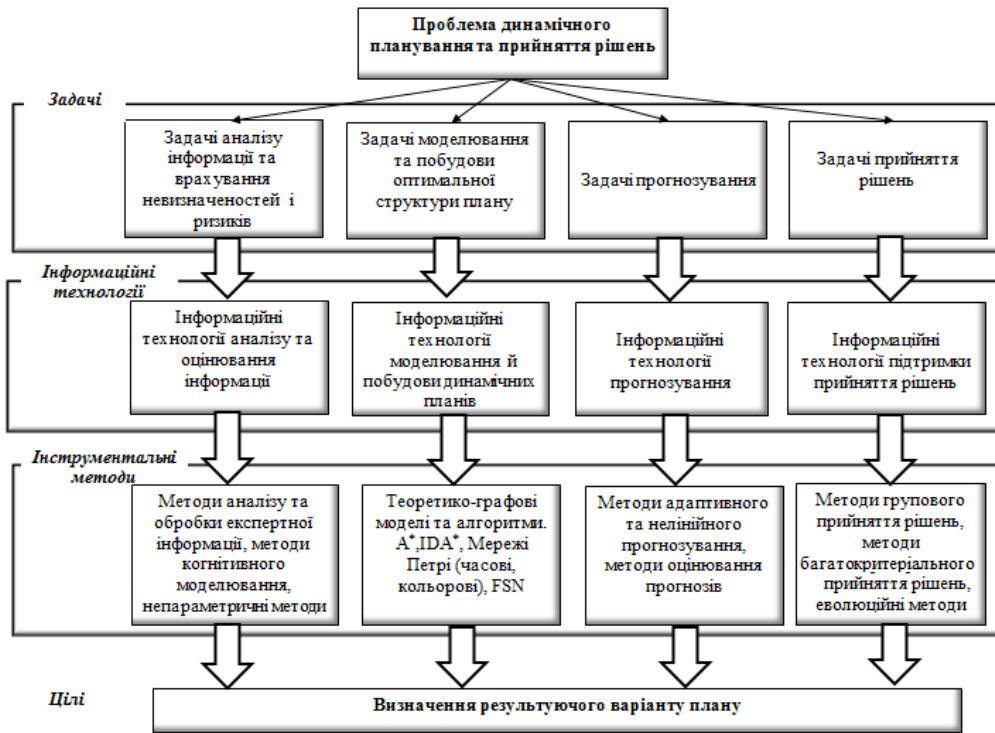 Проблема динамічного
планування та прийняття рішень
Задачі
Задачі аналізу
інформації та
врахування
невизначеностей і
ризиків
Задачі моделювання
та побудови
оптимальної
структури плану
Задачі прогнозування
Задачі прийняття
рішень
Інформаційні
технології
Інформаційні
технології аналізу та
оцінювання
інформації
Інформаційні
технології
моделювання й
побудови динамічних
планів
Інформаційні
технології
прогнозування
Інформаційні
технології підтримки
прийняття рішень
Інструментальні
методи
Методи аналізу та
обробки експертної
інформації, методи
когнітивного
моделювання,
непараметричні методи
Теоретико-графові
моделі та алгоритми.
A*,IDA*, Мережі
Петрі (часові,
кольорові), FSN
Методи адаптивного
та нелінійного
прогнозування,
методи оцінювання
прогнозів
Методи групового
прийняття рішень,
методи
багатокритеріального
прийняття рішень,
еволюційні методи
Цілі
Визначення результуючого варіанту плану